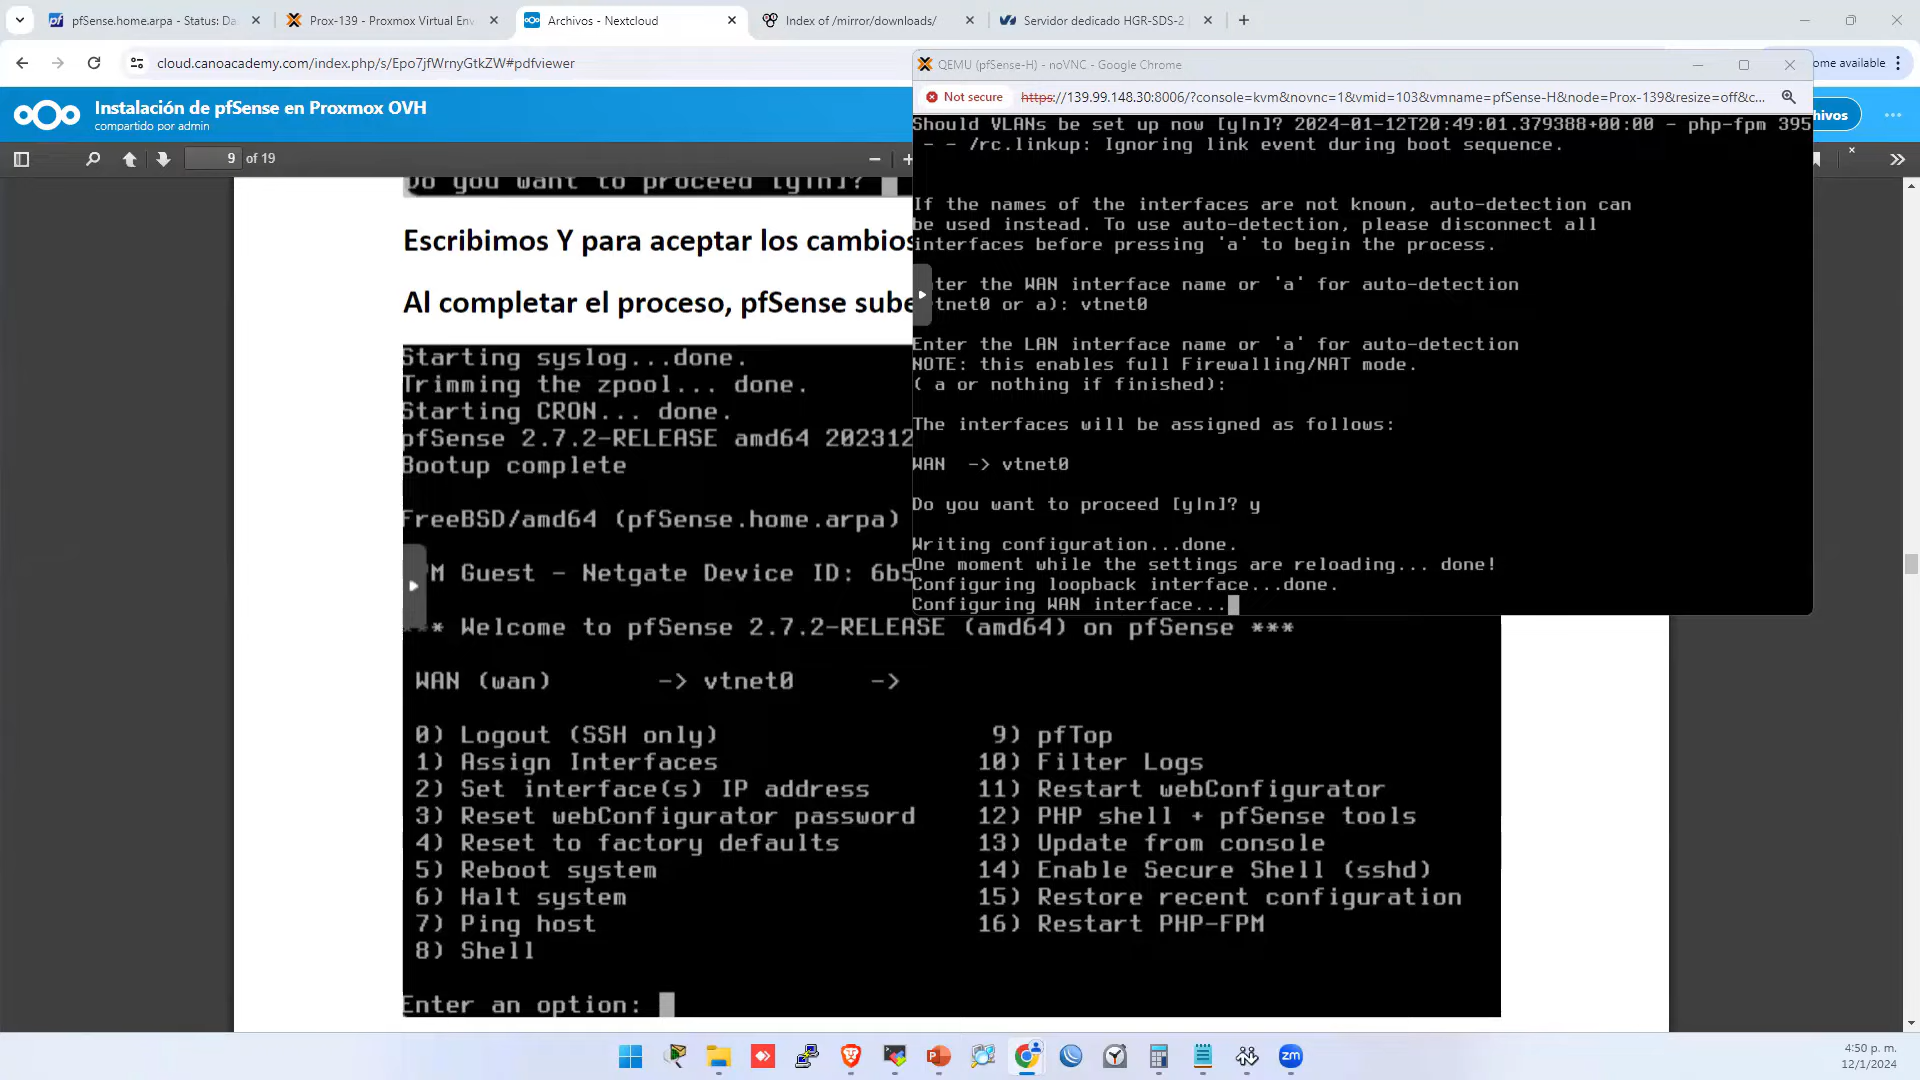 pfSense.home.arpa - Status: Da
Prox-139 - Proxmox Virtual Env
Archivos - Nextcloud
Index of /mirror/downloads/
Servidor dedicado HGR-SDS-2
cloud.canoacademy.com/index.php/s/Epo7jfWrnyGtkZW#pdfviewer
ome available
Instalación de pfSense en Proxmox OVH
compartido por admin
hivos
9 of 19
Do you want to proceed [y|n]?
Escribimos Y para aceptar los cambios
Al completar el proceso, pfSense sube
Starting syslog...done.
Trimming the zpool... done.
Starting CRON... done.
pfSense 2.7.2-RELEASE amd64 202312
Bootup complete
FreeBSD/amd64 (pfSense.home.arpa)
M Guest - Netgate Device ID: 6b5
** Welcome to pfSense 2.7.2-RELEASE (amd64) on pfSense ***
WAN (wan) -> vtnet0 ->
0) Logout (SSH only) 9) pfTop
1) Assign Interfaces 10) Filter Logs
2) Set interface(s) IP address 11) Restart webConfigurator
3) Reset webConfigurator password 12) PHP shell + pfSense tools
4) Reset to factory defaults 13) Update from console
5) Reboot system 14) Enable Secure Shell (sshd)
6) Halt system 15) Restore recent configuration
7) Ping host 16) Restart PHP-FPM
8) Shell
Enter an option:
QEMU (pfSense-H) - noVNC - Google Chrome
Not secure https://139.99.148.30:8006/?console=kvm&novnc=1&vmid=103&vmname=pfSense-H&node=Prox-139&resize=off&c...
Should VLANs be set up now [y|n]? 2024-01-12T20:49:01.379388+00:00 - php-fpm 395
- - /rc.linkup: Ignoring link event during boot sequence.
If the names of the interfaces are not known, auto-detection can
be used instead. To use auto-detection, please disconnect all
interfaces before pressing 'a' to begin the process.
ter the WAN interface name or 'a' for auto-detection
tnet0 or a): vtnet0
Enter the LAN interface name or 'a' for auto-detection
NOTE: this enables full Firewalling/NAT mode.
( a or nothing if finished):
The interfaces will be assigned as follows:
WAN -> vtnet0
Do you want to proceed [y|n]? y
Writing configuration...done.
One moment while the settings are reloading... done!
Configuring loopback interface...done.
Configuring WAN interface...
zm
4:50 p. m.
12/1/2024